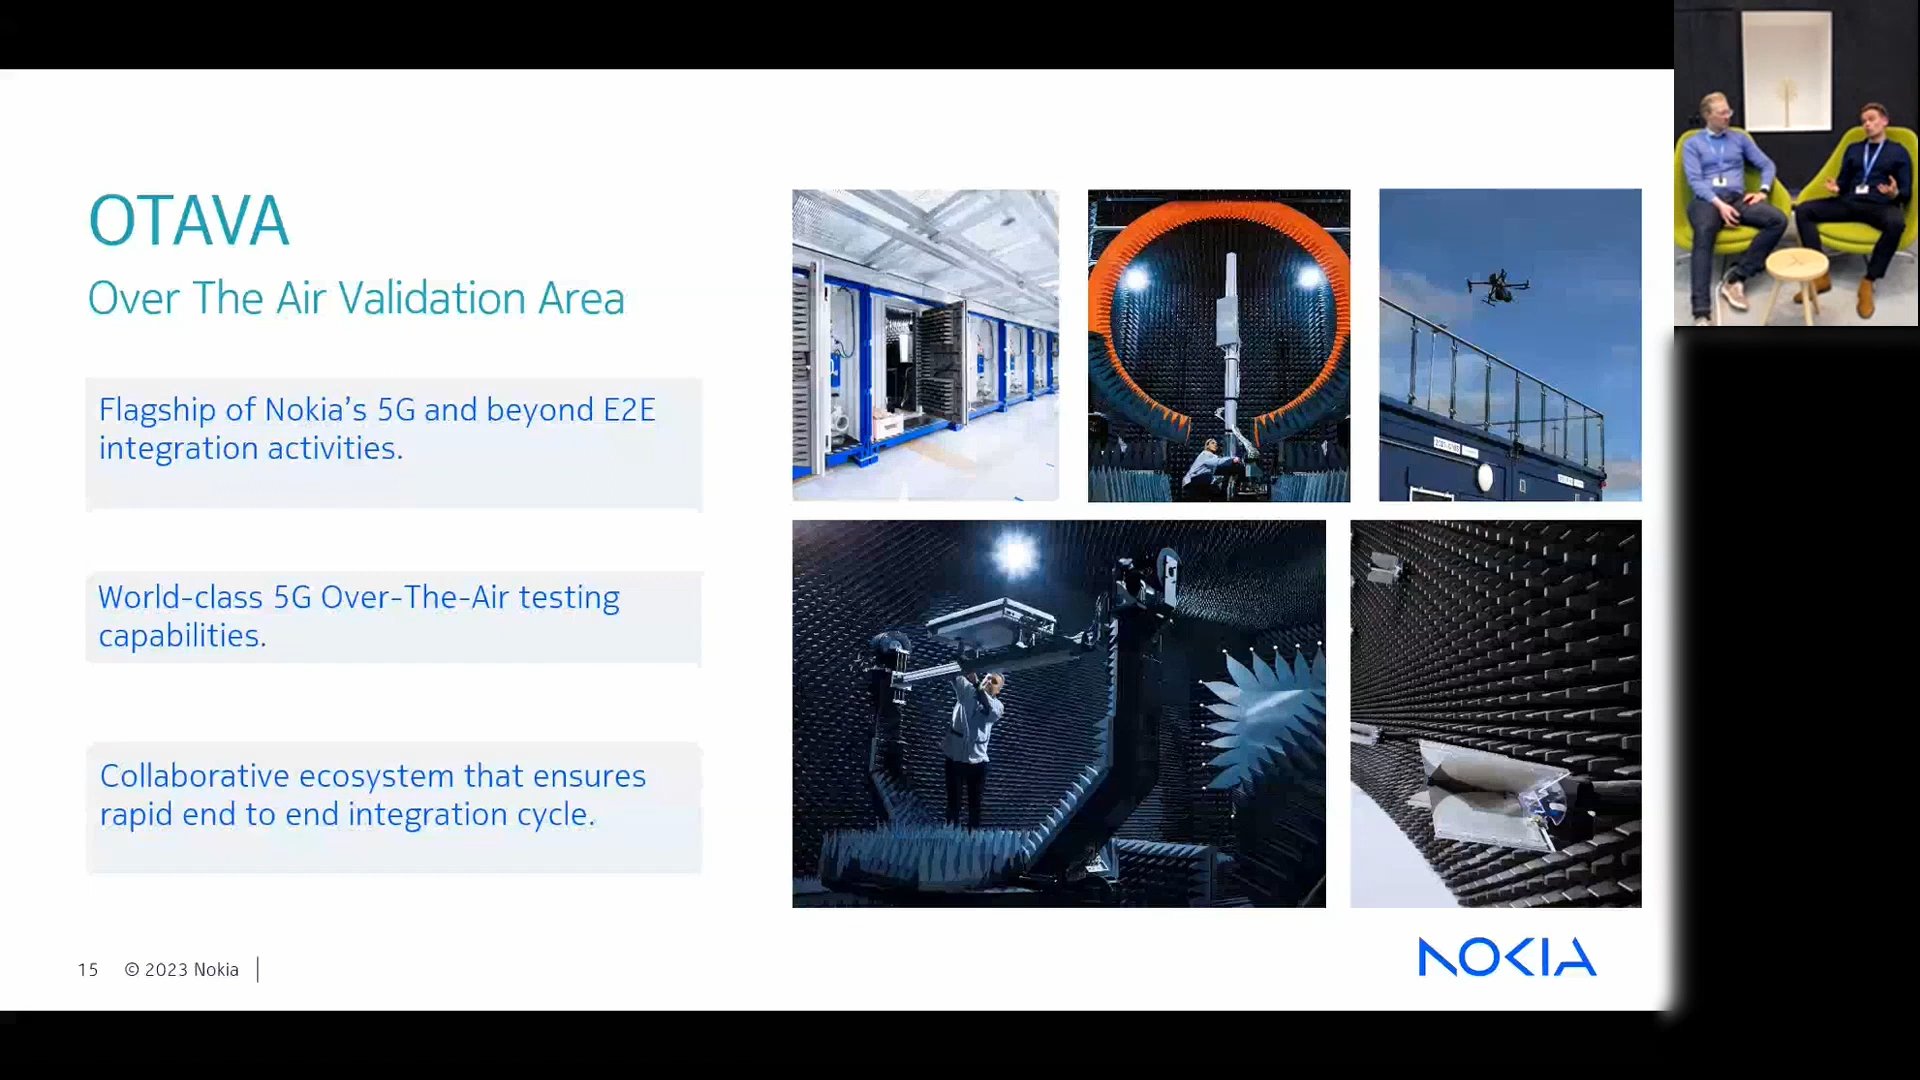 OTAVA
Over The Air Validation Area
Flagship of Nokia’s 5G and beyond E2E
integration activities.
World-class 5G Over-The-Air testing
capabilities.
Collaborative ecosystem that ensures
rapid end to end integration cycle.
15 © 2023 Nokia
NOKIA